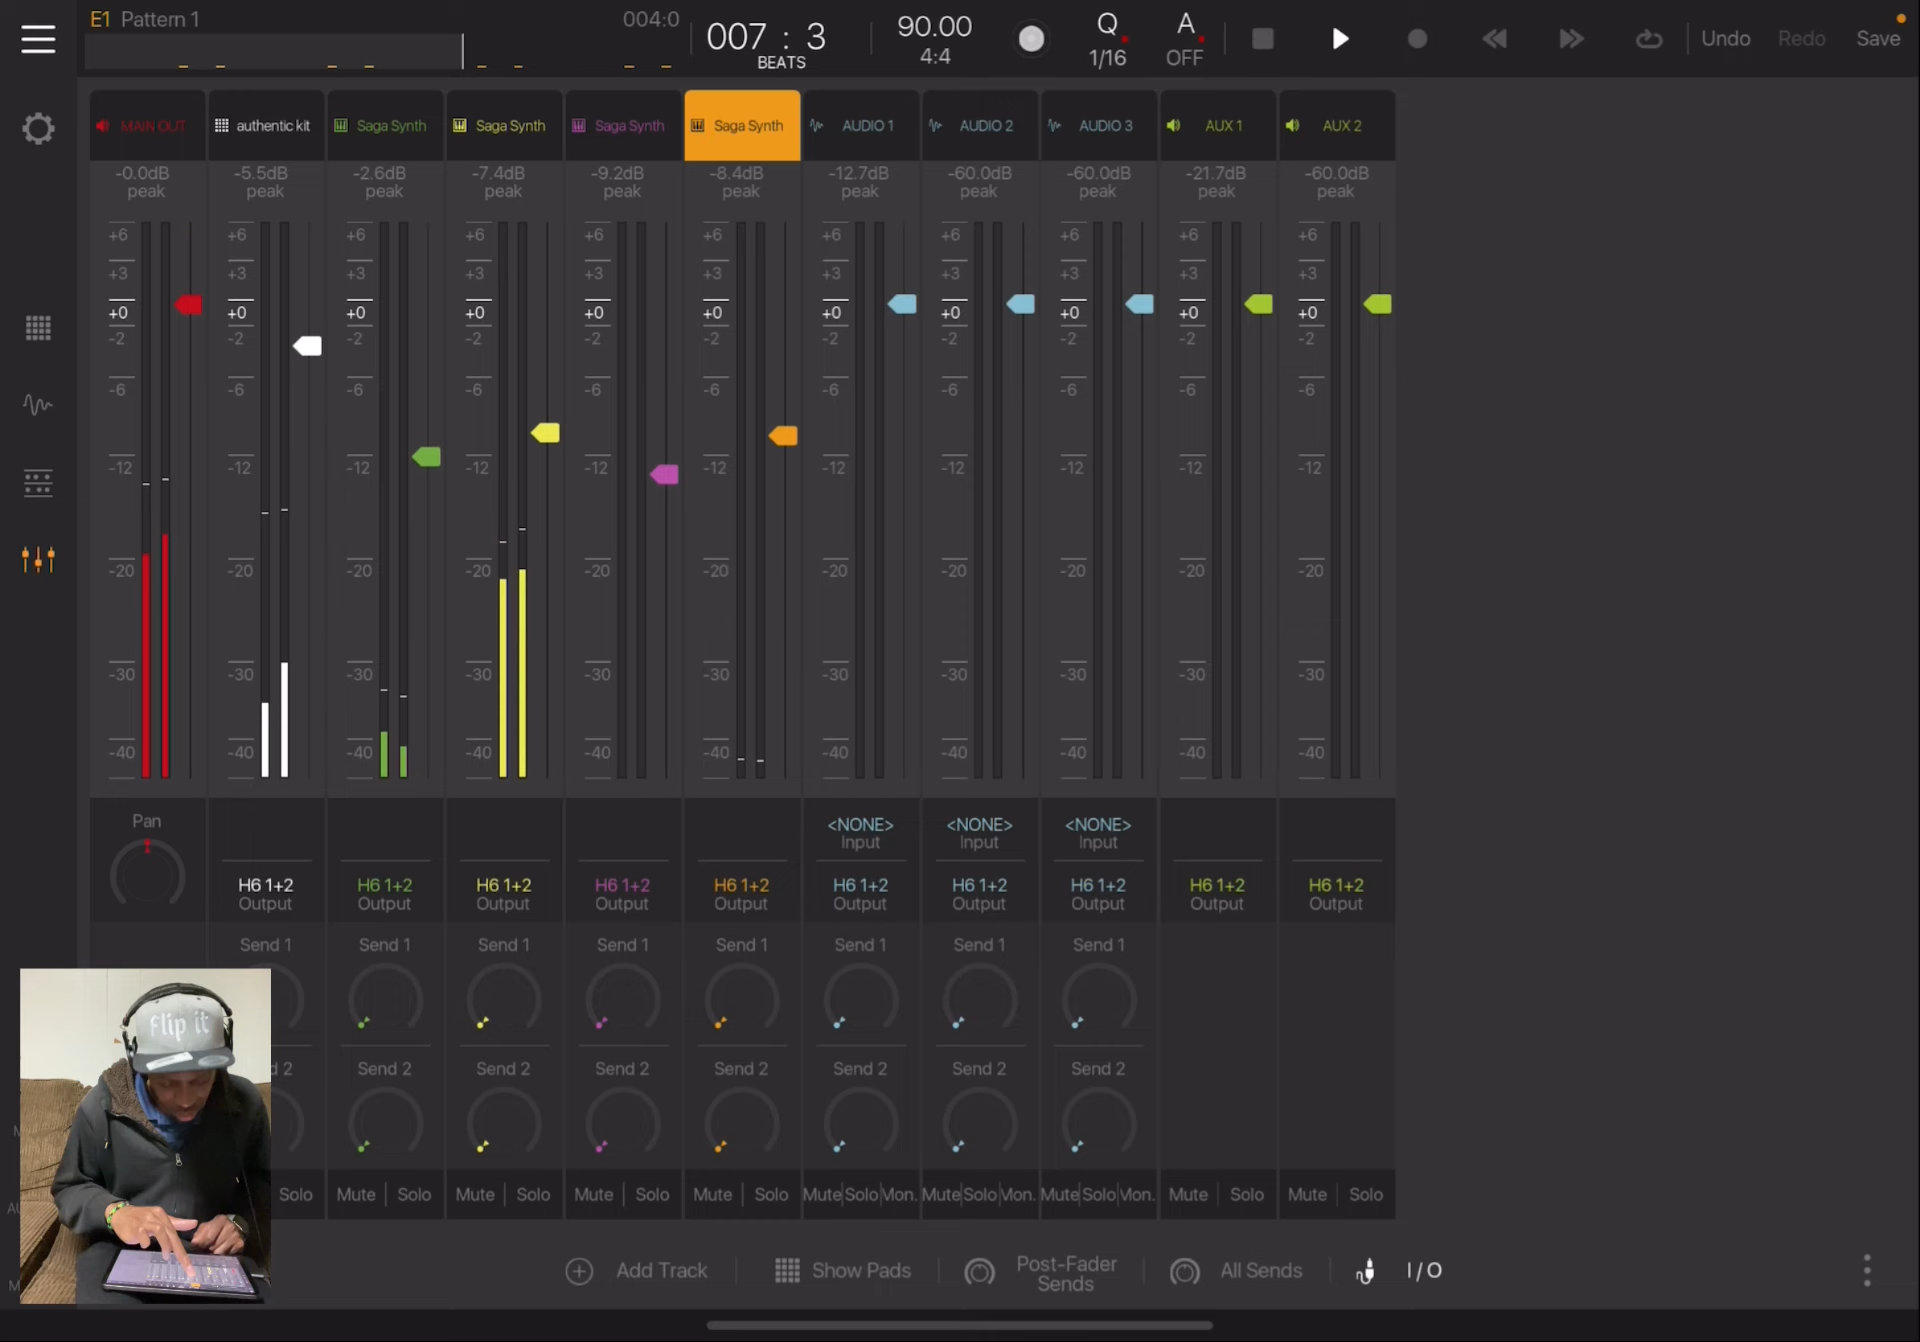 E1 Pattern 1 004:0
007 : 3
BEATS
90.00
4:4
Q
1/16
A
OFF
Undo Redo Save
MAIN OUT authentic kit Saga Synth Saga Synth Saga Synth Saga Synth AUDIO 1 AUDIO 2 AUDIO 3 AUX 1 AUX 2
-0.0dB -5.5dB -2.6dB -7.4dB -9.2dB -8.4dB -12.7dB -60.0dB -60.0dB -21.7dB -60.0dB
peak peak peak peak peak peak peak peak peak peak peak
+6 +6 +6 +6 +6 +6 +6 +6 +6 +6 +6
+3 +3 +3 +3 +3 +3 +3 +3 +3 +3 +3
+0 +0 +0 +0 +0 +0 +0 +0 +0 +0 +0
-2 -2 -2 -2 -2 -2 -2 -2 -2 -2 -2
-6 -6 -6 -6 -6 -6 -6 -6 -6 -6 -6
-12 -12 -12 -12 -12 -12 -12 -12 -12 -12 -12
-20 -20 -20 -20 -20 -20 -20 -20 -20 -20 -20
-30 -30 -30 -30 -30 -30 -30 -30 -30 -30 -30
-40 -40 -40 -40 -40 -40 -40 -40 -40 -40 -40
Pan <NONE> <NONE> <NONE>
Input Input Input
H6 1+2 H6 1+2 H6 1+2 H6 1+2 H6 1+2 H6 1+2 H6 1+2 H6 1+2 H6 1+2 H6 1+2
Output Output Output Output Output Output Output Output Output Output
Send 1 Send 1 Send 1 Send 1 Send 1 Send 1 Send 1 Send 1
flip it
d 2 Send 2 Send 2 Send 2 Send 2 Send 2 Send 2 Send 2
Solo Mute Solo Mute Solo Mute Solo Mute Solo Mute Solo Mon. Mute Solo Mon. Mute Solo Mon. Mute Solo Mute Solo
Add Track Show Pads Post-Fader Sends All Sends I/O